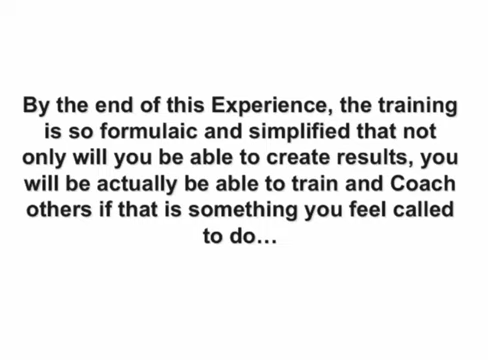 By the end of this Experience, the training
is so formulaic and simplified that not
only will you be able to create results, you
will be actually be able to train and Coach
others if that is something you feel called
to do…